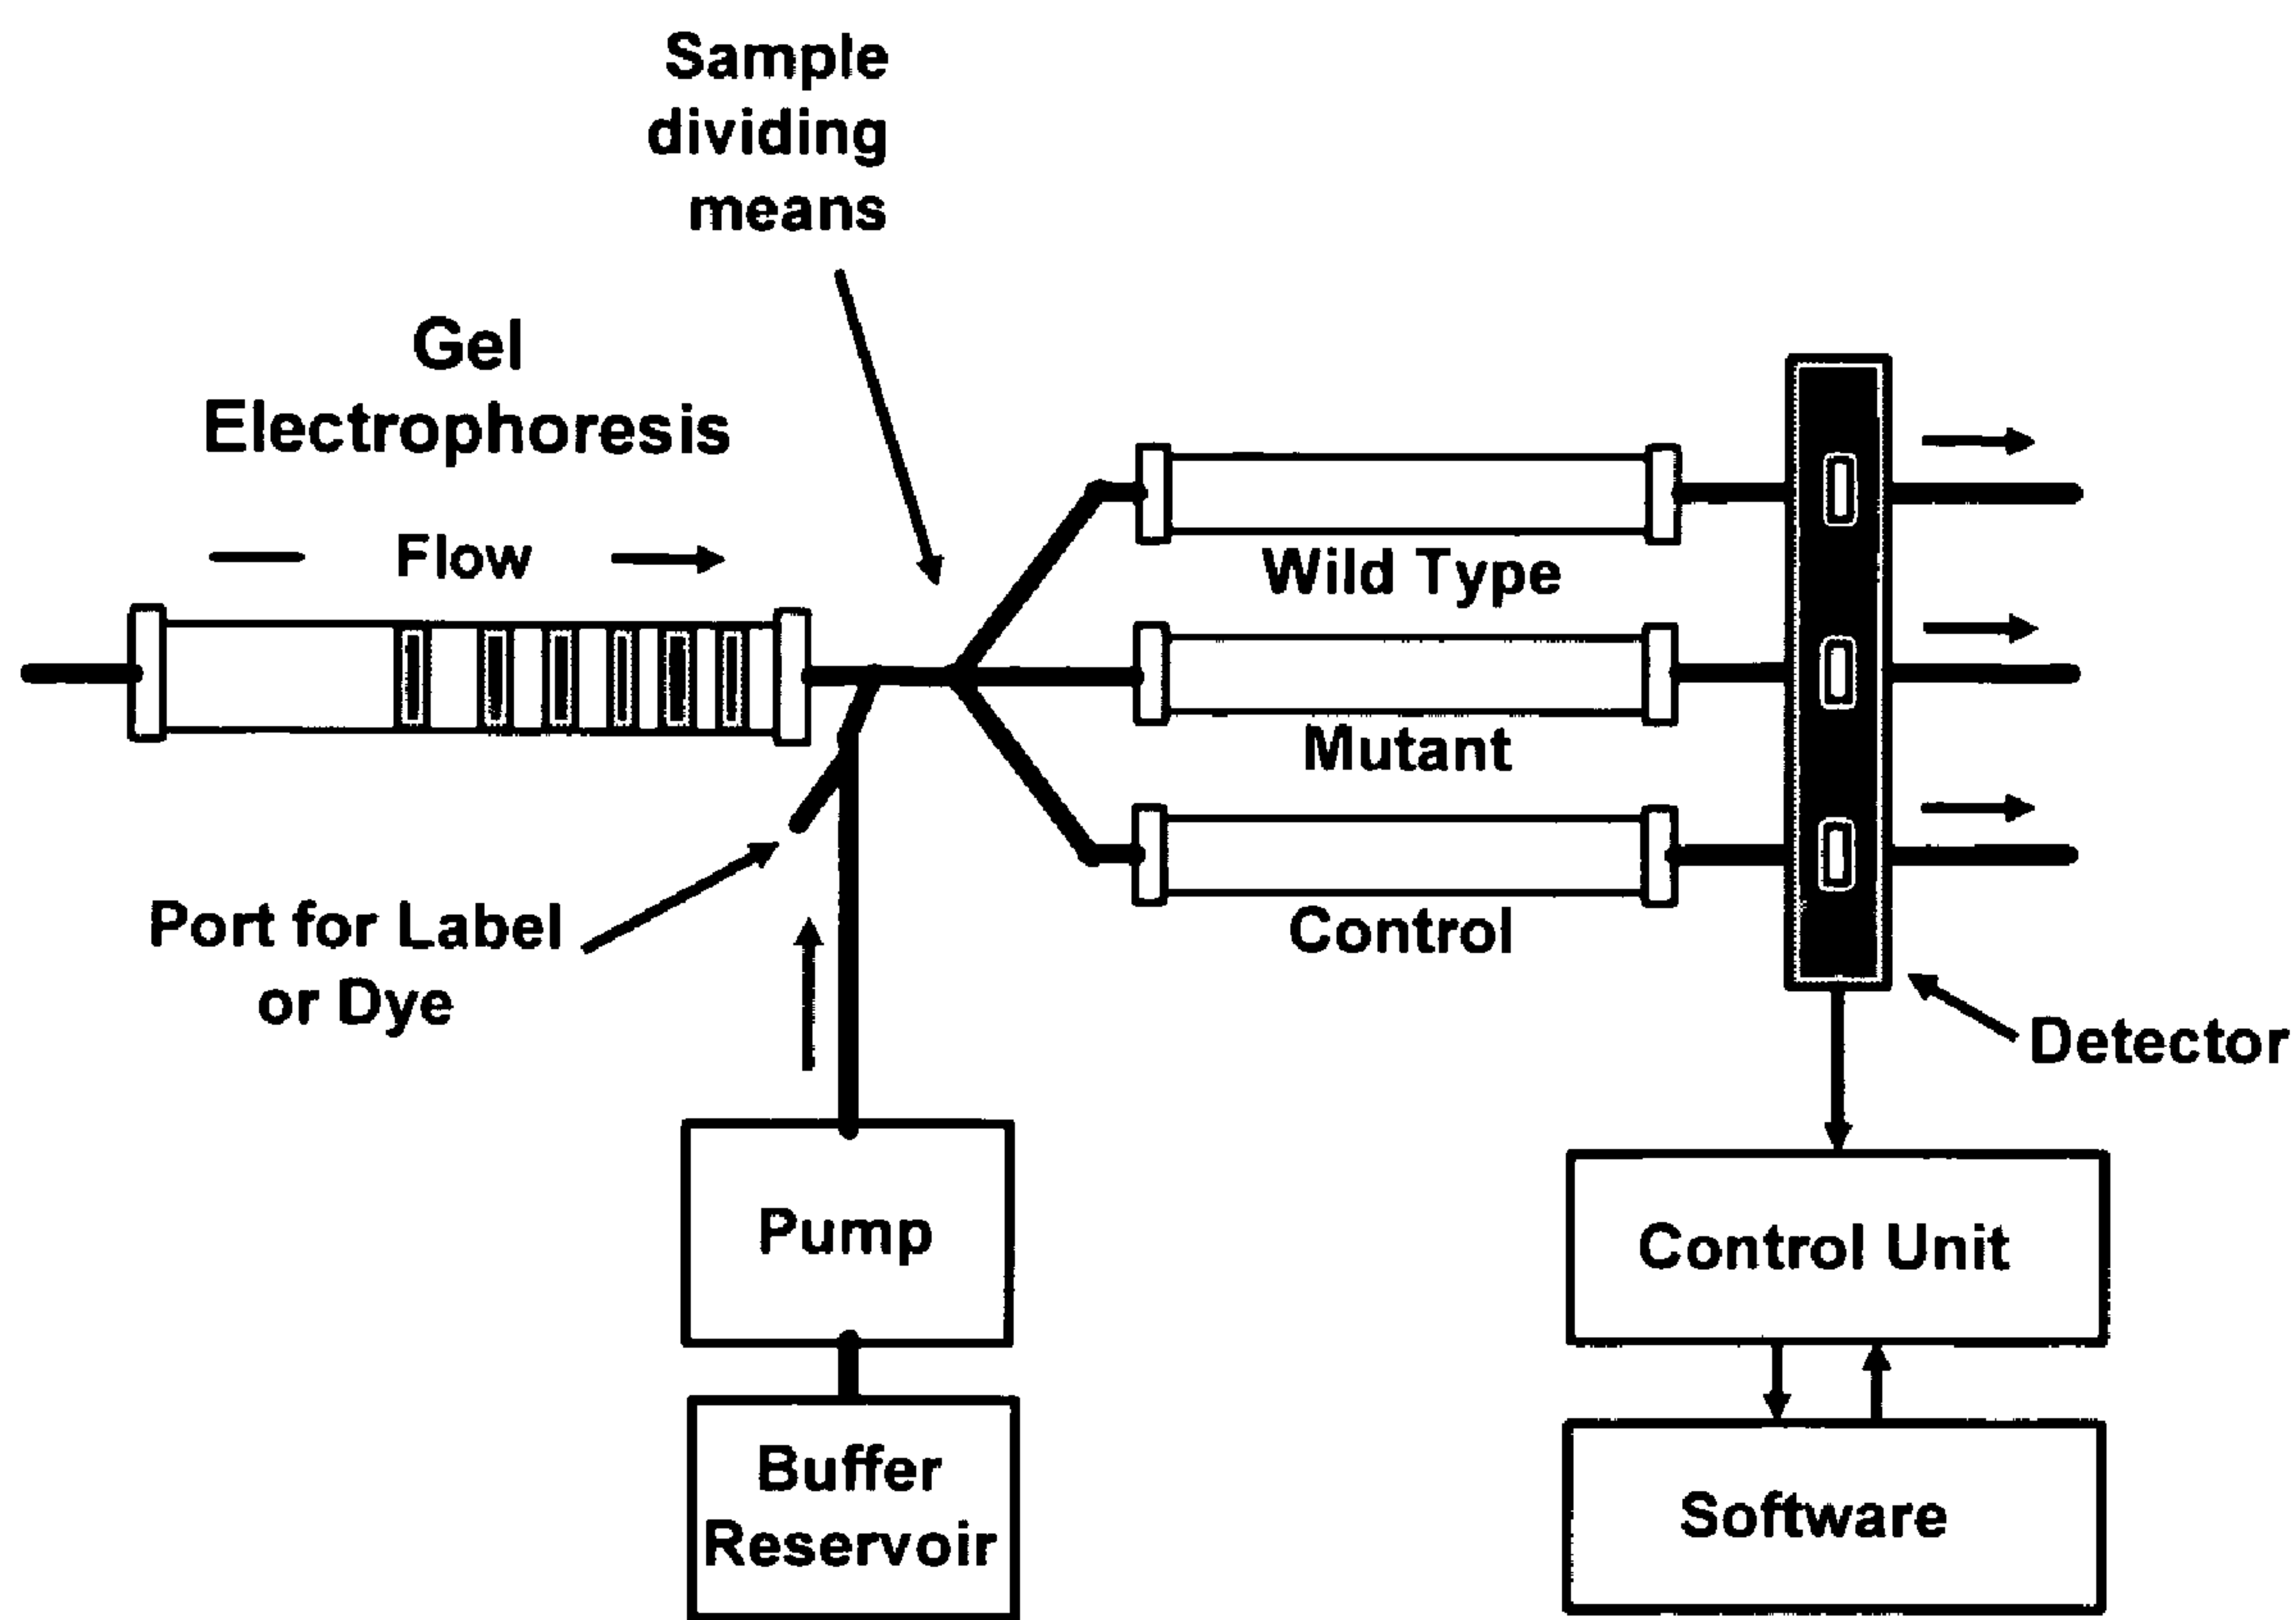 Sample
dividing
means
Gel
Electrophoresis
Flow
Wild Type
Mutant
Control
Port for Label
or Dye
Detector
Pump
Control Unit
Buffer
Reservoir
Software